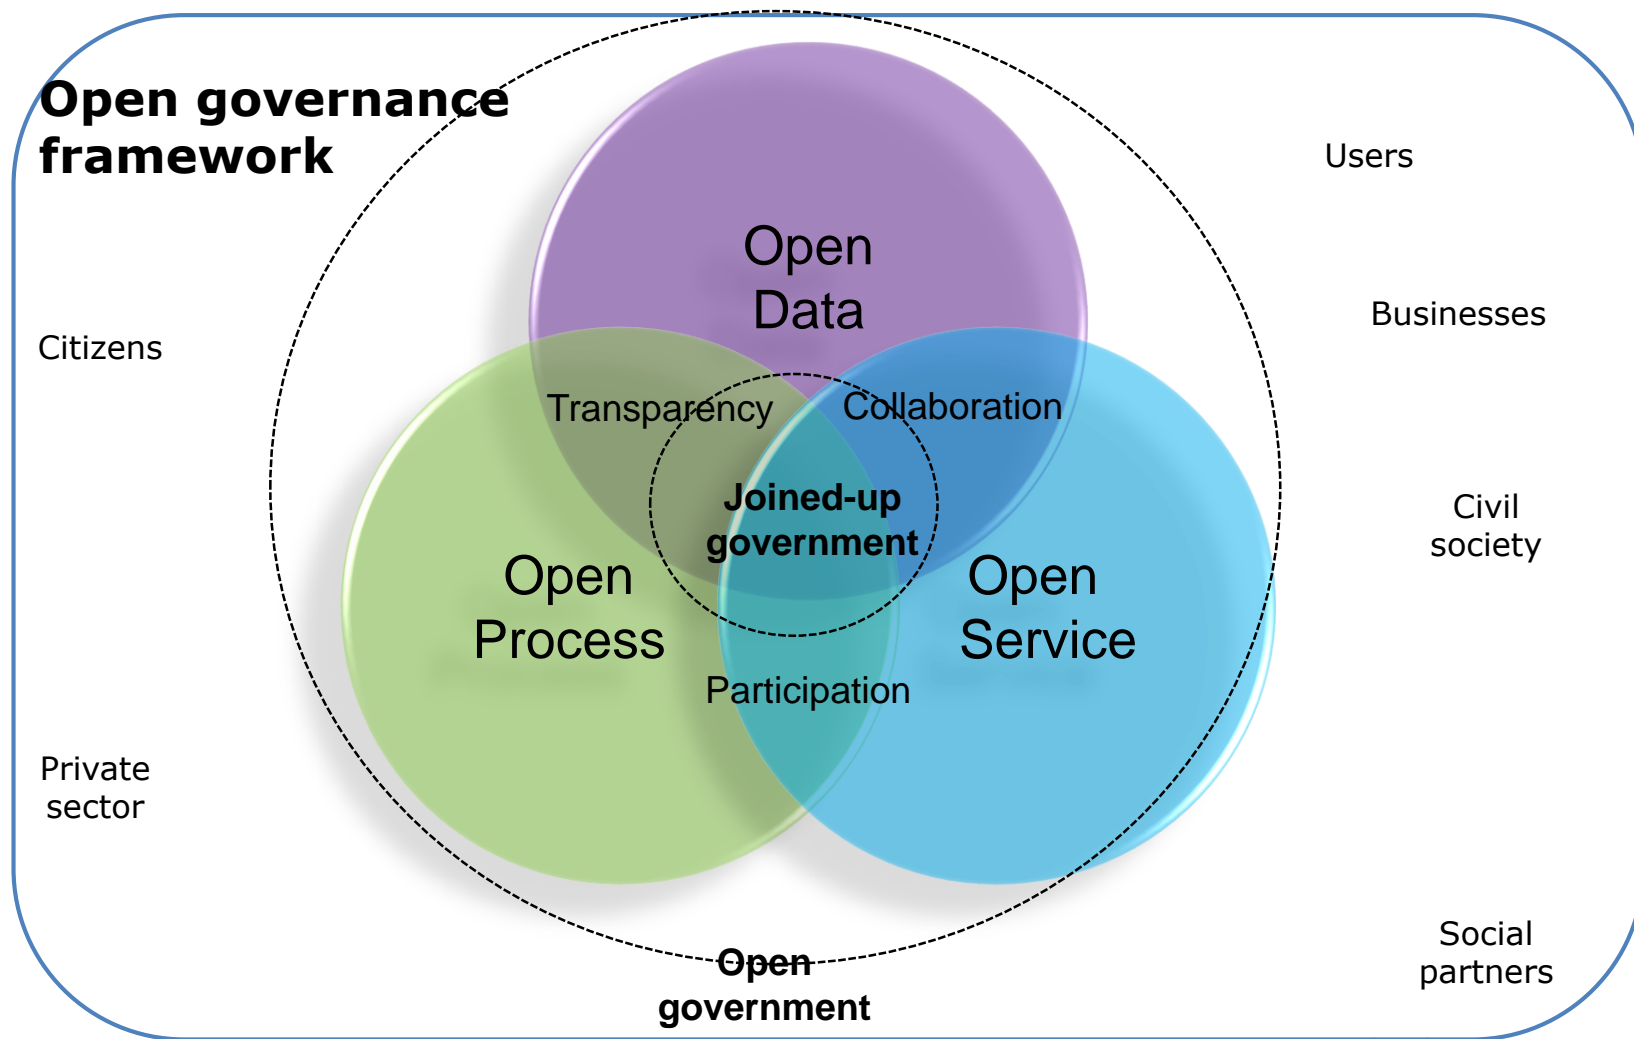 Open governance
framework
Users
Open
Data
Businesses
Citizens
Transparency
Collaboration
Joined-up
government
Civil
society
Open
Process
Open
Service
Participation
Private
sector
Social
partners
Open
government